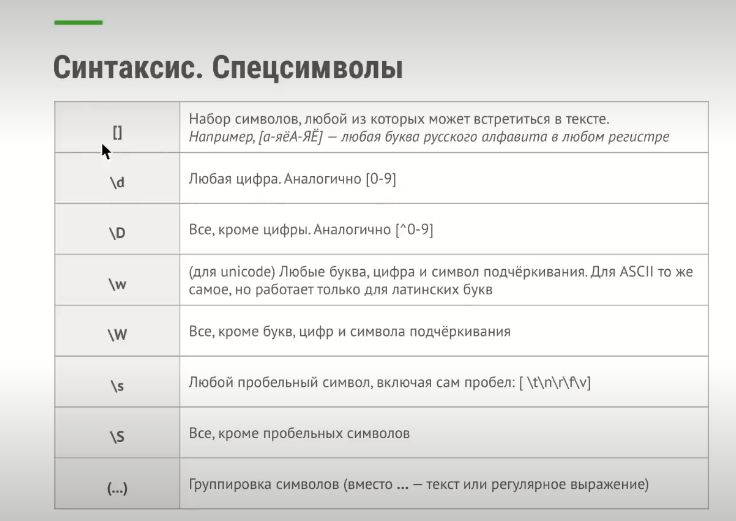 Синтаксис. Спецсимволы
[]
Набор символов, любой из которых может встретиться в тексте.
Например, [а-яёА-ЯЁ] — любая буква русского алфавита в любом регистре
\d
Любая цифра. Аналогично [0-9]
\D
Все, кроме цифры. Аналогично [^0-9]
\w
(для unicode) Любые буква, цифра и символ подчёркивания. Для ASCII то же
самое, но работает только для латинских букв
\W
Все, кроме букв, цифр и символа подчёркивания
\s
Любой пробельный символ, включая сам пробел: [ \t\n\r\f\v]
\S
Все, кроме пробельных символов
(...)
Группировка символов (вместо ... — текст или регулярное выражение)